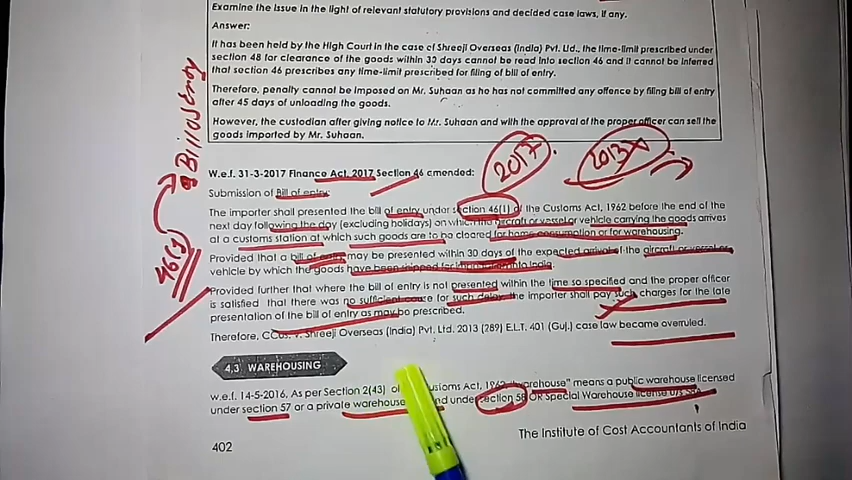 Examine the issue in the light of relevant statutory provisions and decided case laws, if any.
Answer:
It has been held by the High Court in the case of Shreeji Overseas (India) Pvt. Ltd., the time-limit prescribed under
section 48 for clearance of the goods within 30 days cannot be read into section 46 and it cannot be inferred
that section 46 prescribes any time-limit prescribed for filing of bill of entry.
Therefore, penalty cannot be imposed on Mr. Suhaan as he has not committed any offence by filing bill of entry
after 45 days of unloading the goods.
However, the custodian after giving notice to Mr. Suhaan and with the approval of the proper officer can sell the
goods imported by Mr. Suhaan.
Bill of Entry
2017
2013
W.e.f. 31-3-2017 Finance Act, 2017 Section 46 amended:
Submission of Bill of entry:
The importer shall presented the bill of entry under section 46(1) of the Customs Act, 1962 before the end of the
next day following the day (excluding holidays) on which the aircraft or vessel or vehicle carrying the goods arrives
at a customs station at which such goods are to be cleared for home consumption or for warehousing.
46(1)
Provided that a bill of entry may be presented within 30 days of the expected arrival of the aircraft or vessel or
vehicle by which the goods have been shipped for importation into India.
Provided further that where the bill of entry is not presented within the time so specified and the proper officer
is satisfied that there was no sufficient cause for such delay, the importer shall pay such charges for the late
presentation of the bill of entry as may be prescribed.
Therefore, CCus. v. Shreeji Overseas (India) Pvt. Ltd. 2013 (289) E.L.T. 401 (Guj.) case law became overruled.
4.3 WAREHOUSING
w.e.f. 14-5-2016. As per Section 2(43) of Customs Act, 1962 "warehouse" means a public warehouse licensed
under section 57 or a private warehouse under section 58 OR Special Warehouse license u/s 58A
402
The Institute of Cost Accountants of India